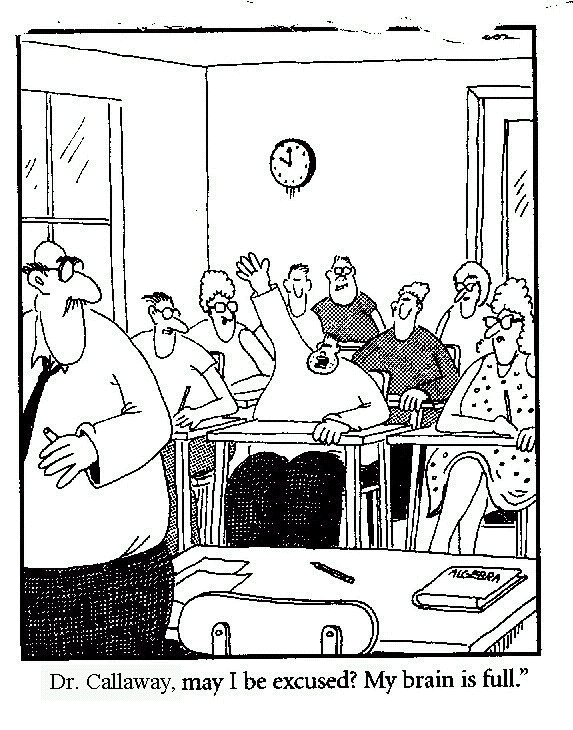 ALGEBRA
Dr. Callaway, may I be excused? My brain is full.”